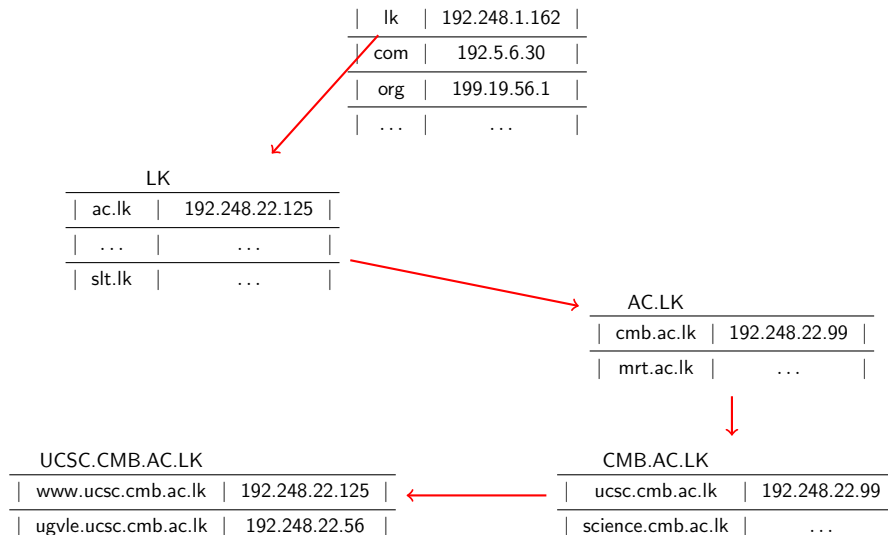 | lk | 192.248.1.162 |
| com | 192.5.6.30 |
| org | 199.19.56.1 |
| ... | ... |
LK
| ac.lk | 192.248.22.125 |
| ... | ... |
| slt.lk | ... |
AC.LK
| cmb.ac.lk | 192.248.22.99 |
| mrt.ac.lk | ... |
UCSC.CMB.AC.LK
| www.ucsc.cmb.ac.lk | 192.248.22.125 |
| ugvle.ucsc.cmb.ac.lk | 192.248.22.56 |
CMB.AC.LK
| ucsc.cmb.ac.lk | 192.248.22.99 |
| science.cmb.ac.lk | ... |